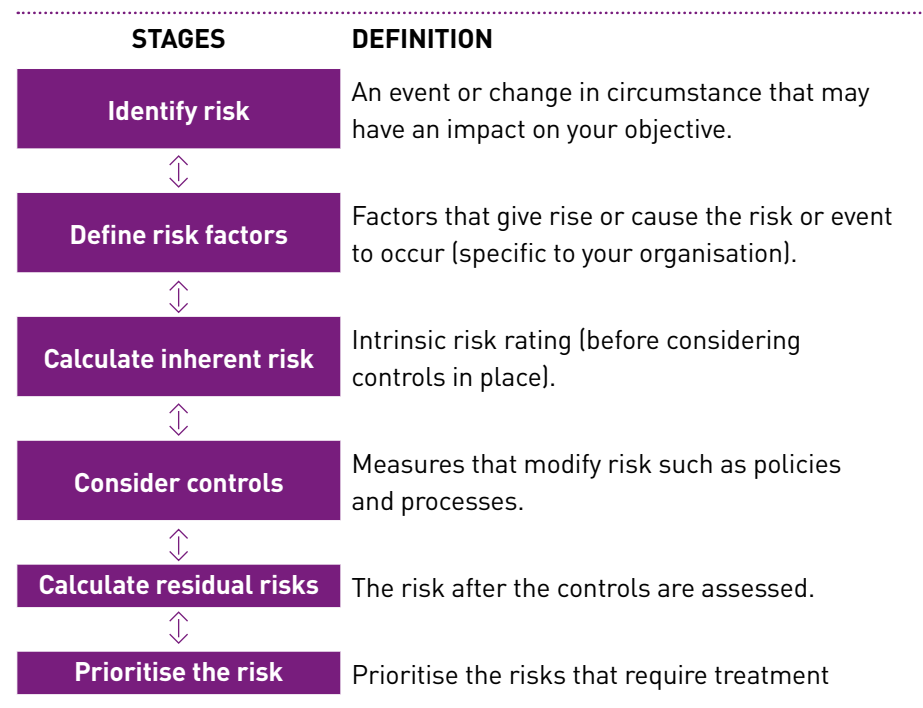 STAGES DEFINITION
Identify risk
An event or change in circumstance that may
have an impact on your objective.
Define risk factors
Factors that give rise or cause the risk or event
to occur (specific to your organisation).
Calculate inherent risk
Intrinsic risk rating (before considering
controls in place).
Consider controls
Measures that modify risk such as policies
and processes.
Calculate residual risks
The risk after the controls are assessed.
Prioritise the risk
Prioritise the risks that require treatment